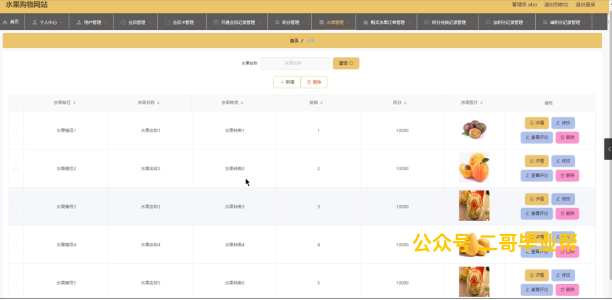 水果购物网站
管理员 abo 退出到前台 退出登录
首页 个人中心 用户管理 会员管理 会员卡管理 开通会员记录管理 积分管理 水果管理 购买水果订单管理 积分兑换记录管理 加积分记录管理 减积分记录管理
首页 /
水果名称 水果名称 查询
新增 删除
水果编号 水果名称 水果种类 价格 积分 水果图片 操作
水果编号1 水果名称1 水果种类1 1 10000 详情 修改
查看评论 删除
水果编号2 水果名称2 水果种类2 2 10000 详情 修改
查看评论 删除
水果编号3 水果名称3 水果种类3 3 10000 详情 修改
查看评论 删除
水果编号4 水果名称4 水果种类4 4 10000 详情 修改
查看评论 删除
公众号 二哥毕业帮
水果编号5 水果名称5 水果种类5 5 10000 详情 修改
查看评论 删除